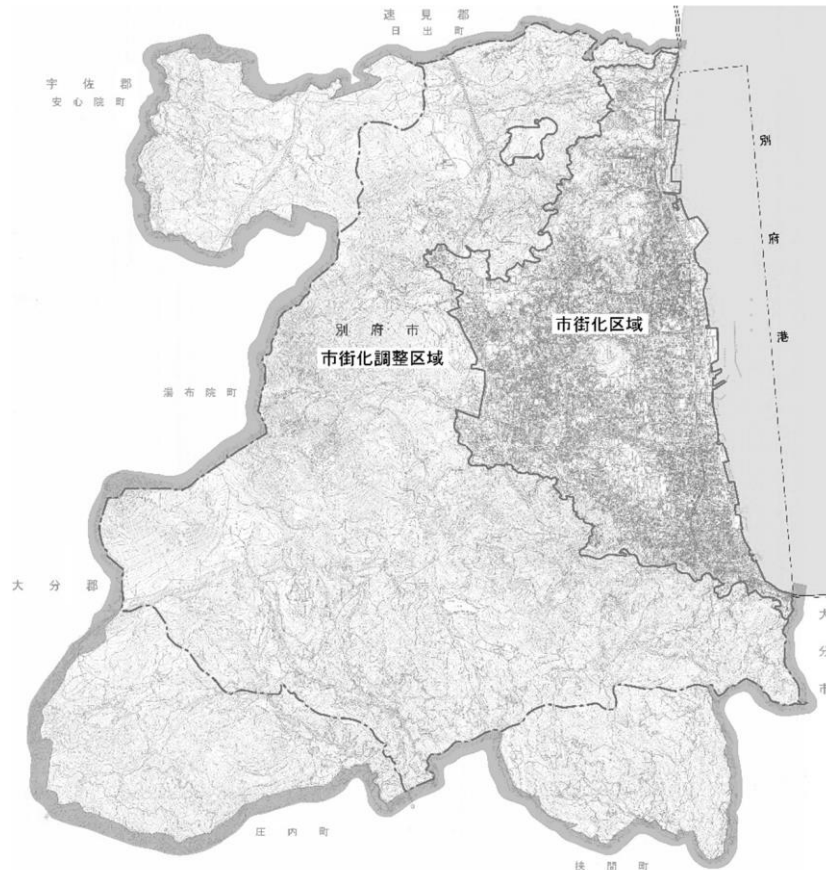 速見郡
日出町
宇佐郡
安心院町
別府港
市街化区域
別府市
市街化調整区域
湯布院町
大分郡
大分市
庄内町
挾間町